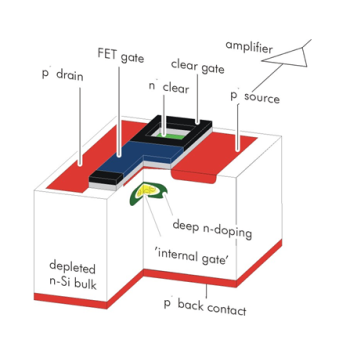 amplifier
FET gate
clear gate
p⁺ drain
n⁺ clear
p⁺ source
deep n-doping
'internal gate'
depleted
n-Si bulk
p⁺ back contact